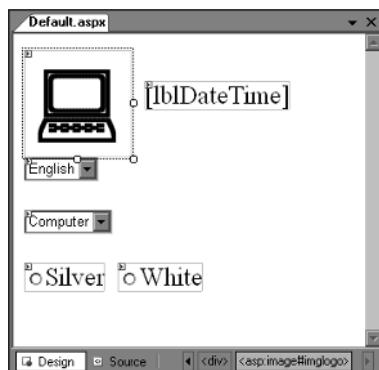 Default.aspx
[lblDateTime]
English
Computer
Silver White
Design Source <div> <asp:image#imglogo>